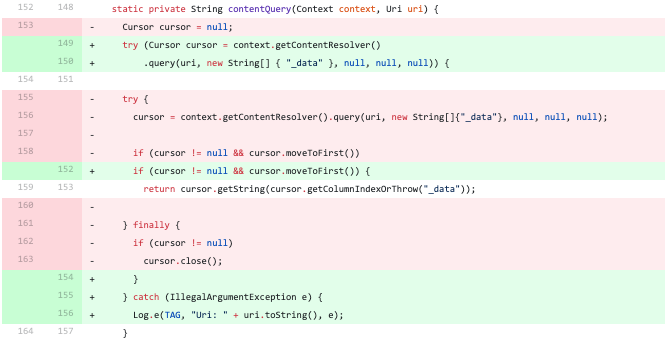 152 148 static private String contentQuery(Context context, Uri uri) {
153 - Cursor cursor = null;
149 + try (Cursor cursor = context.getContentResolver()
150 + .query(uri, new String[] { "_data" }, null, null, null)) {
154 151
155 - try {
156 - cursor = context.getContentResolver().query(uri, new String[]{"_data"}, null, null, null);
157 -
158 - if (cursor != null && cursor.moveToFirst())
152 + if (cursor != null && cursor.moveToFirst()) {
159 153 return cursor.getString(cursor.getColumnIndexOrThrow("_data"));
160 -
161 - } finally {
162 - if (cursor != null)
163 - cursor.close();
154 + }
155 + } catch (IllegalArgumentException e) {
156 + Log.e(TAG, "Uri: " + uri.toString(), e);
164 157 }